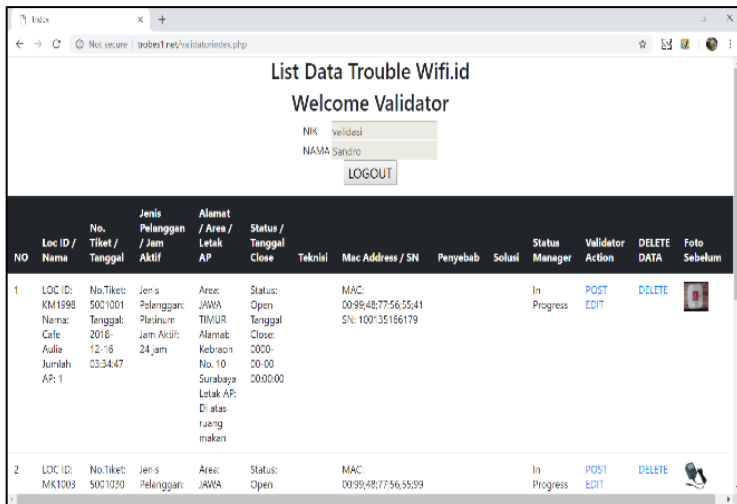 Index
Not secure | trobes1.net/validatorindex.php
List Data Trouble Wifi.id
Welcome Validator
NIK validasi
NAMA Sandro
LOGOUT
NO
Loc ID / Nama
No. Tiket / Tanggal
Jenis Pelanggan / Jam Aktif
Alamat / Area / Letak AP
Status / Tanggal Close
Teknisi
Mac Address / SN
Penyebab
Solusi
Status Manager
Validator Action
DELETE DATA
Foto Sebelum
1
LOC ID:
KM1998
Nama:
Cafe
Aulia
Jumlah
AP: 1
No.Tiket:
5001001
Tanggal:
2018-
12-16
03:34:47
Jenis
Pelanggan:
Platinum
Jam Aktif:
24 jam
Area:
JAWA
TIMUR
Alamat:
Kebraon
No. 10
Surabaya
Letak AP:
Di atas
ruang
makan
Status:
Open
Tanggal
Close:
0000-
00-00
00:00:00
MAC:
00:99;48;77;56;55;41
SN: 100135166179
In
Progress
POST
EDIT
DELETE
2
LOC ID:
MK1003
No.Tiket:
5001030
Jenis
Pelanggan:
Area:
JAWA
Status:
Open
MAC:
00:99;48;77;56;55;99
In
Progress
POST
EDIT
DELETE